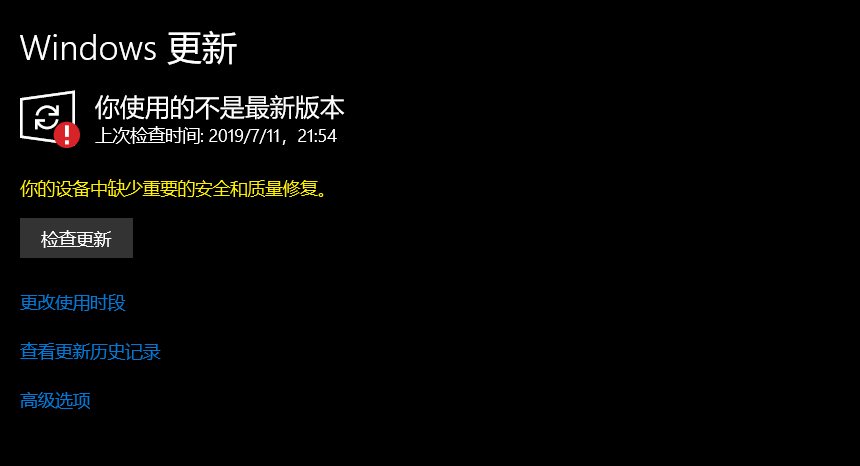 Windows 更新
你使用的不是最新版本
上次检查时间: 2019/7/11，21:54
你的设备中缺少重要的安全和质量修复。
检查更新
更改使用时段
查看更新历史记录
高级选项